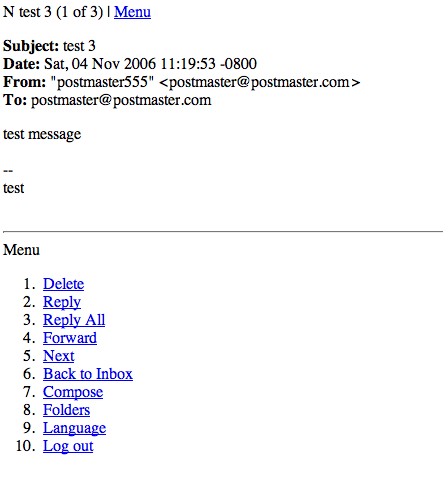 N test 3 (1 of 3) | Menu
Subject: test 3
Date: Sat, 04 Nov 2006 11:19:53 -0800
From: "postmaster555" <postmaster@postmaster.com>
To: postmaster@postmaster.com
test message
--
test
Menu
1. Delete
2. Reply
3. Reply All
4. Forward
5. Next
6. Back to Inbox
7. Compose
8. Folders
9. Language
10. Log out